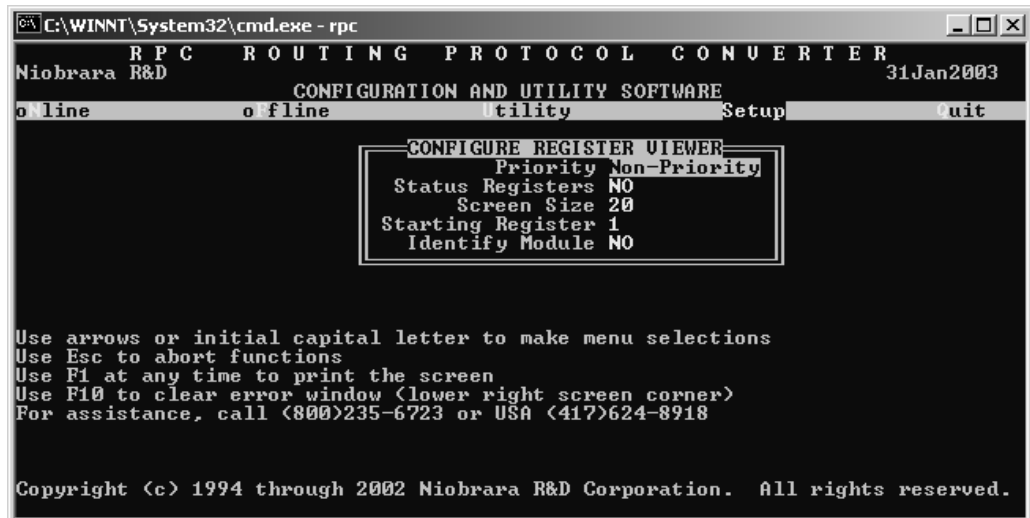 C:\WINNT\System32\cmd.exe - rpc
R P C   R O U T I N G   P R O T O C O L   C O N V E R T E R
Niobrara R&D 31Jan2003
CONFIGURATION AND UTILITY SOFTWARE
oNline oFfline Utility Setup Quit
CONFIGURE REGISTER VIEWER
Priority Non-Priority
Status Registers NO
Screen Size 20
Starting Register 1
Identify Module NO
Use arrows or initial capital letter to make menu selections
Use Esc to abort functions
Use F1 at any time to print the screen
Use F10 to clear error window (lower right screen corner)
For assistance, call (800)235-6723 or USA (417)624-8918
Copyright (c) 1994 through 2002 Niobrara R&D Corporation.  All rights reserved.